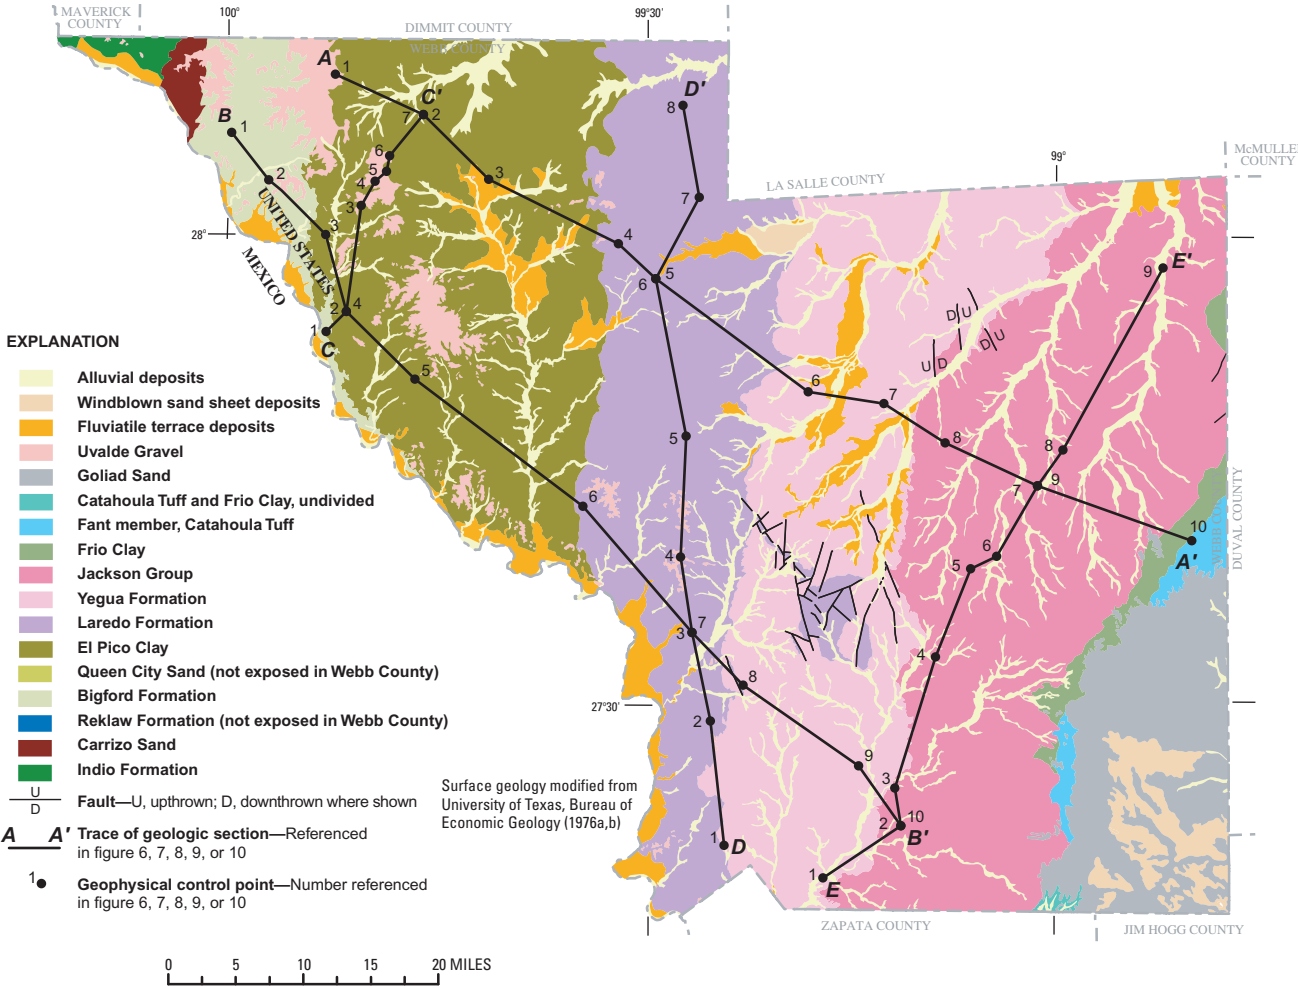 MAVERICK
COUNTY
100°
DIMMIT COUNTY
WEBB COUNTY
99°30'
A
1
C'
7
2
B
1
2
6
5
4
3
3
3
D'
8
7
4
5
6
28°
UNITED STATES
MEXICO
2
4
1
C
5
LA SALLE COUNTY
99°
McMULLE
COUNTY
9
E'
D/U
D/U
U/D
6
7
8
5
8
7
9
10
A'
WEBB COUNTY
DUVAL COUNTY
6
4
6
5
3
7
4
8
27°30'
2
9
3
2
10
B'
1
D
1
E
ZAPATA COUNTY
JIM HOGG COUNTY
EXPLANATION
Alluvial deposits
Windblown sand sheet deposits
Fluviatile terrace deposits
Uvalde Gravel
Goliad Sand
Catahoula Tuff and Frio Clay, undivided
Fant member, Catahoula Tuff
Frio Clay
Jackson Group
Yegua Formation
Laredo Formation
El Pico Clay
Queen City Sand (not exposed in Webb County)
Bigford Formation
Reklaw Formation (not exposed in Webb County)
Carrizo Sand
Indio Formation
U
D
Fault—U, upthrown; D, downthrown where shown
A A' Trace of geologic section—Referenced
in figure 6, 7, 8, 9, or 10
1 Geophysical control point—Number referenced
in figure 6, 7, 8, 9, or 10
Surface geology modified from
University of Texas, Bureau of
Economic Geology (1976a,b)
0 5 10 15 20 MILES